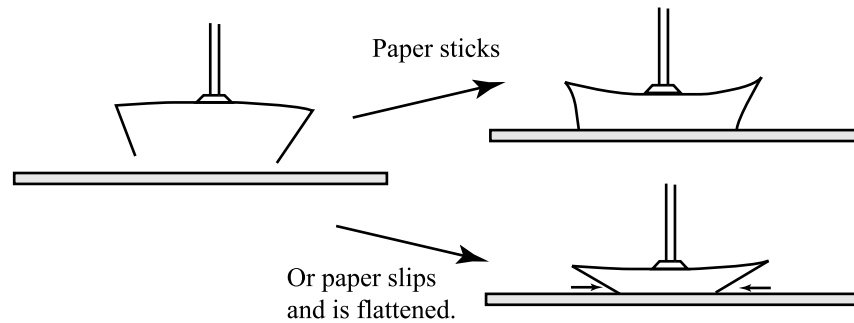 Paper sticks
Or paper slips
and is flattened.